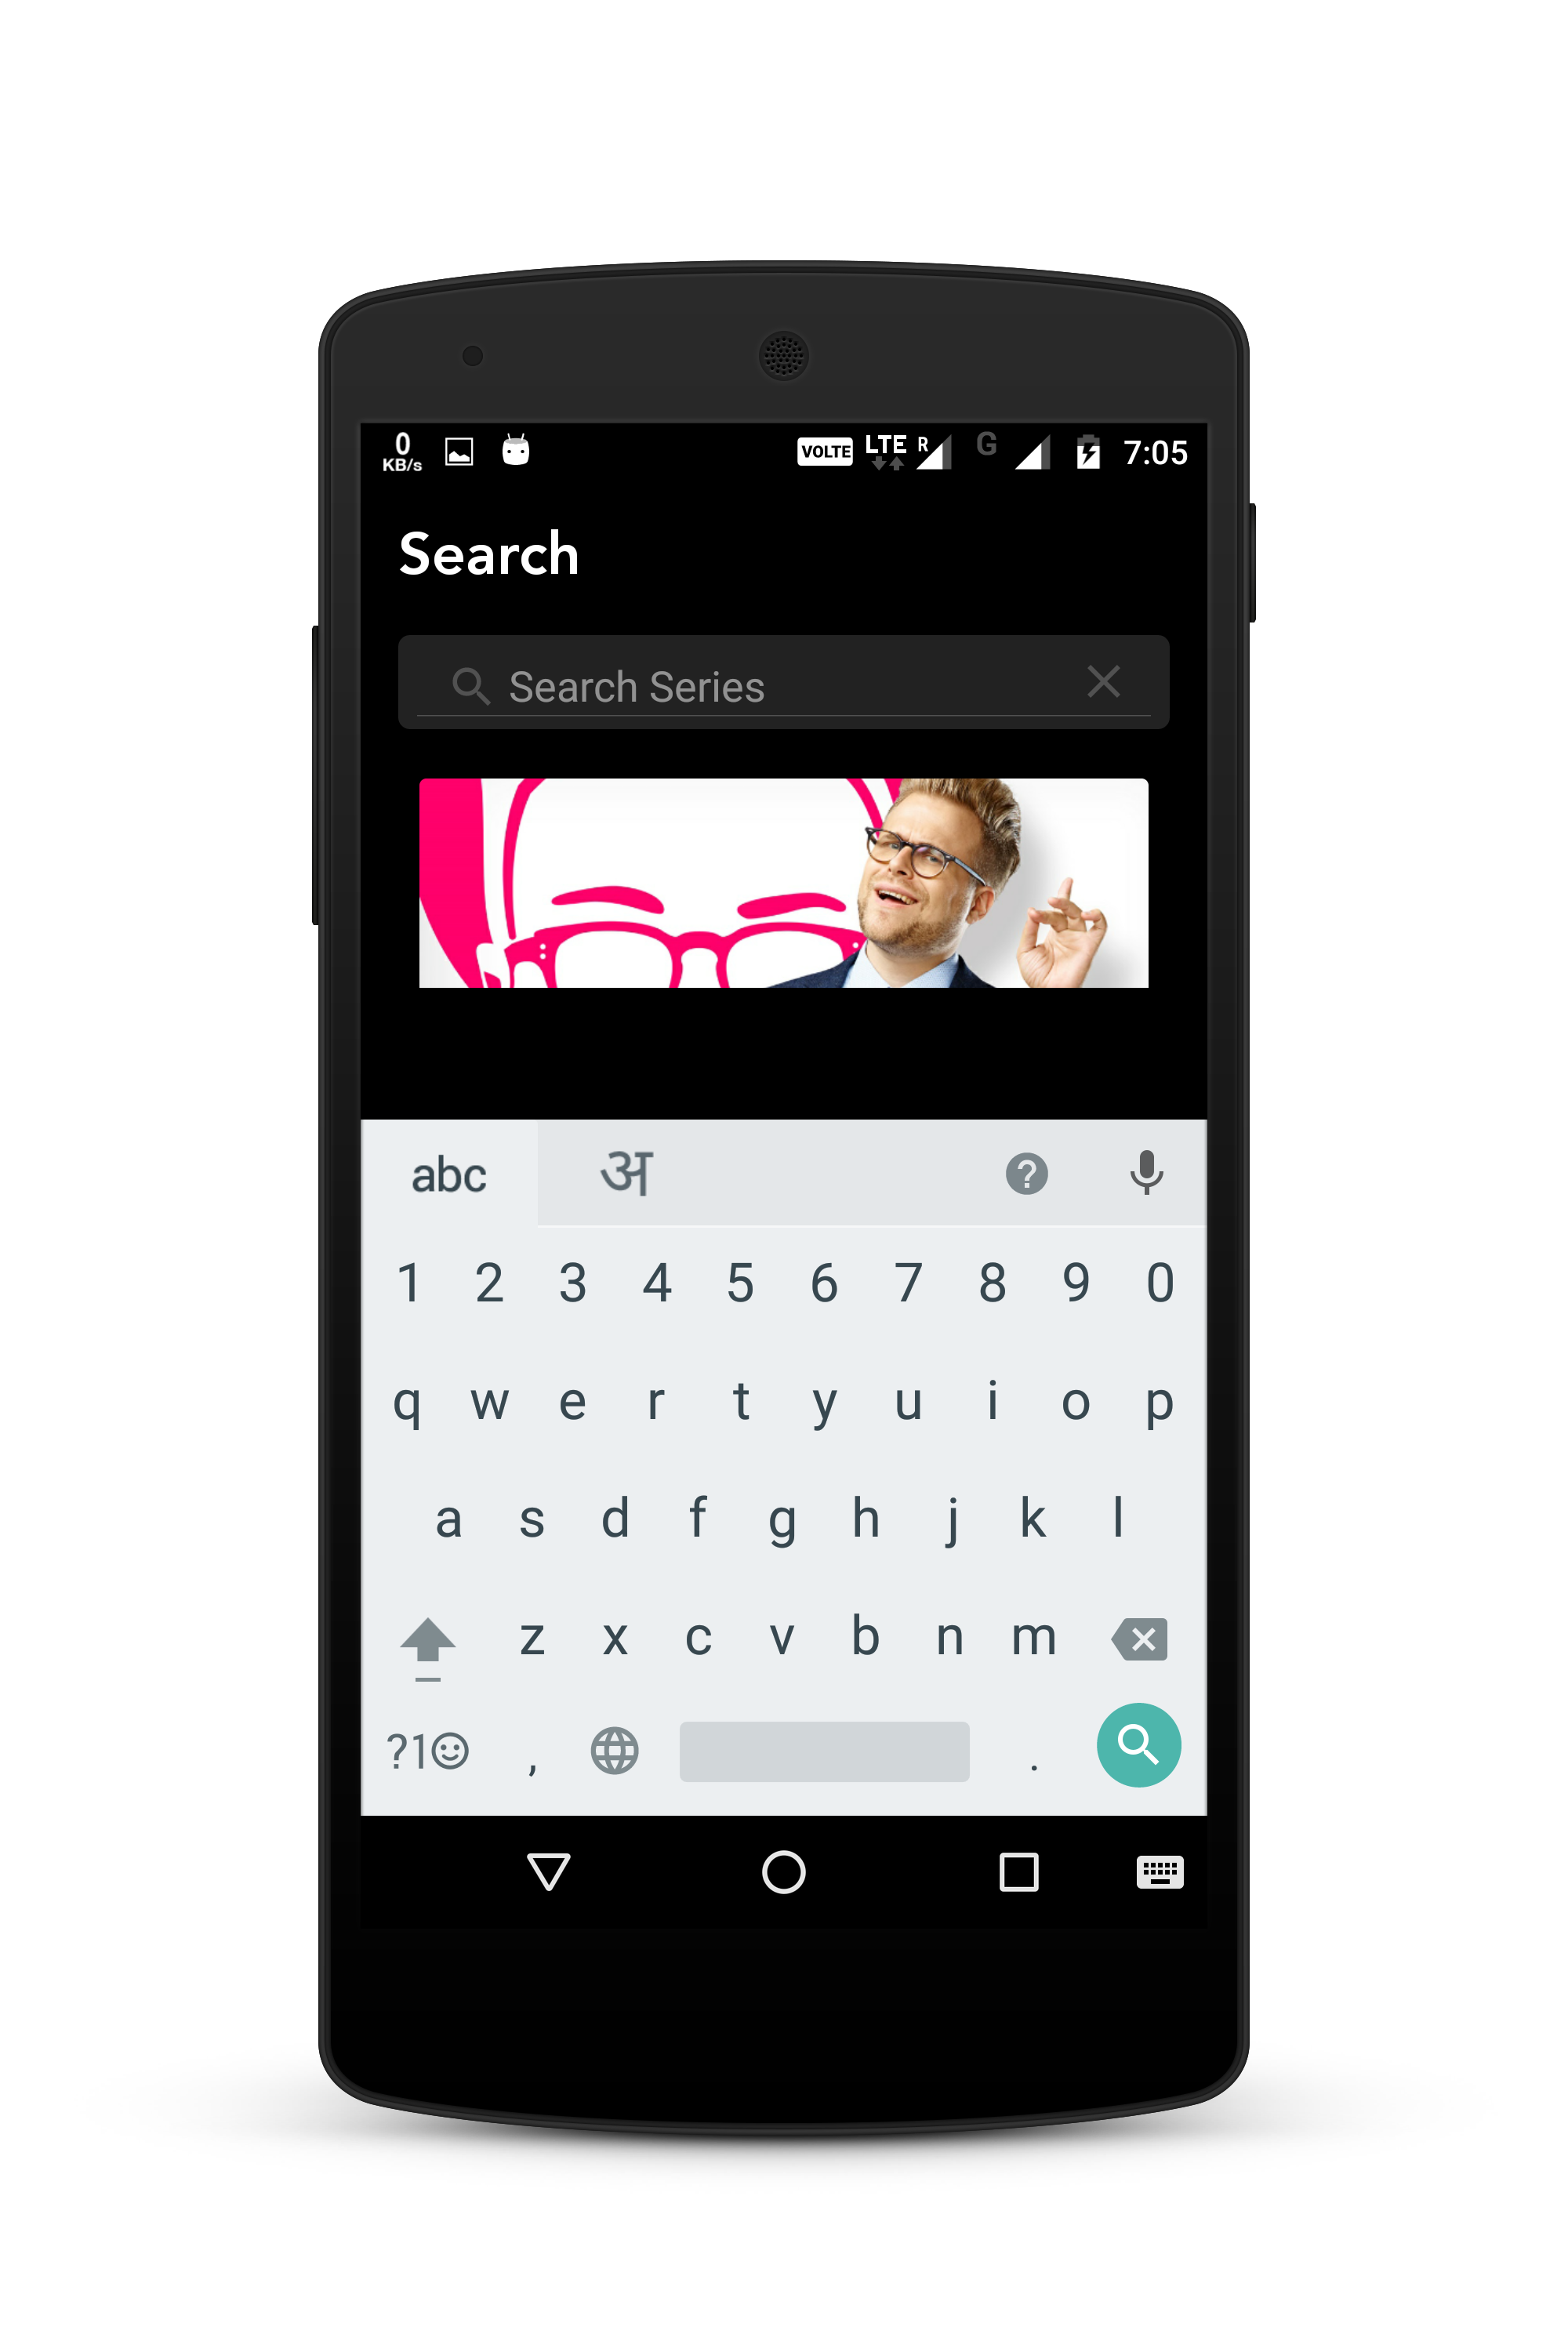 0 KB/s VOLTE LTE R G 7:05
Search
Search Series
abc अ ?
1 2 3 4 5 6 7 8 9 0
q w e r t y u i o p
a s d f g h j k l
z x c v b n m
?1☺ , .